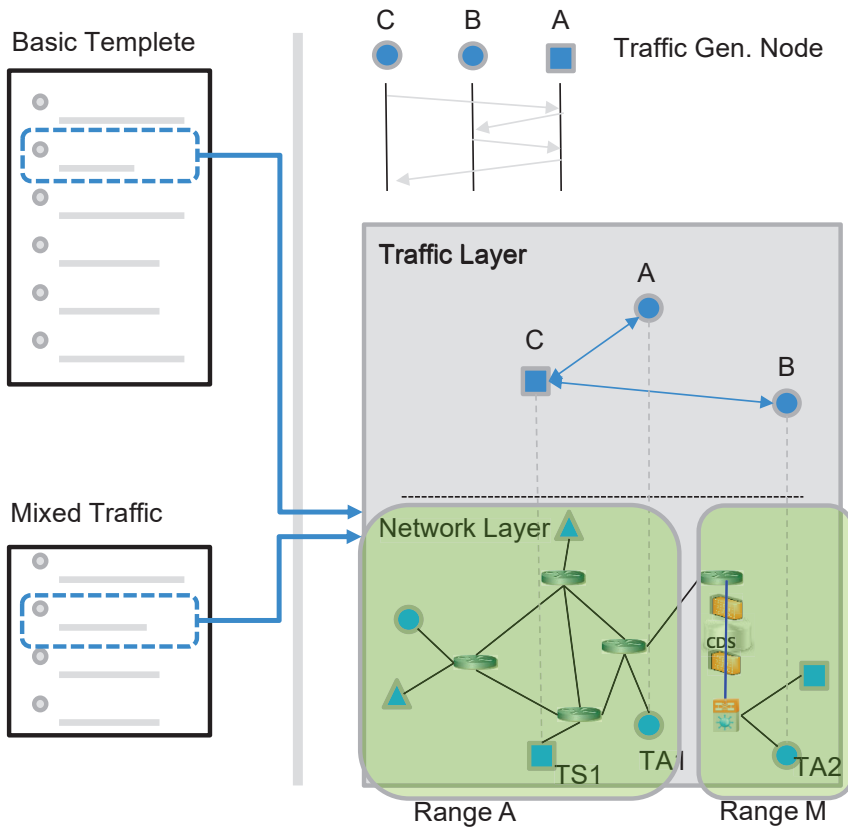 C B A
Basic Templete
Traffic Gen. Node
Traffic Layer
A
C
B
Mixed Traffic
Network Layer
CDS
TS1
TA1
TA2
Range A
Range M